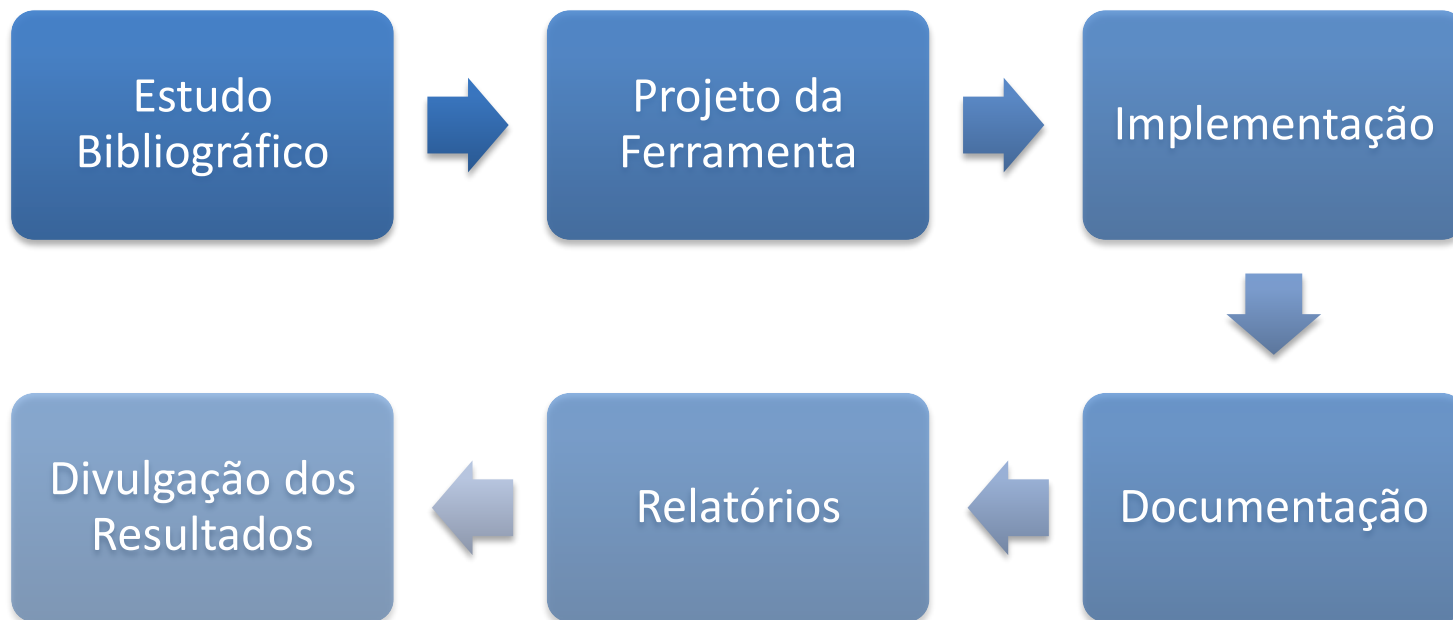 Estudo
Bibliográfico
Projeto da
Ferramenta
Implementação
Documentação
Relatórios
Divulgação dos
Resultados